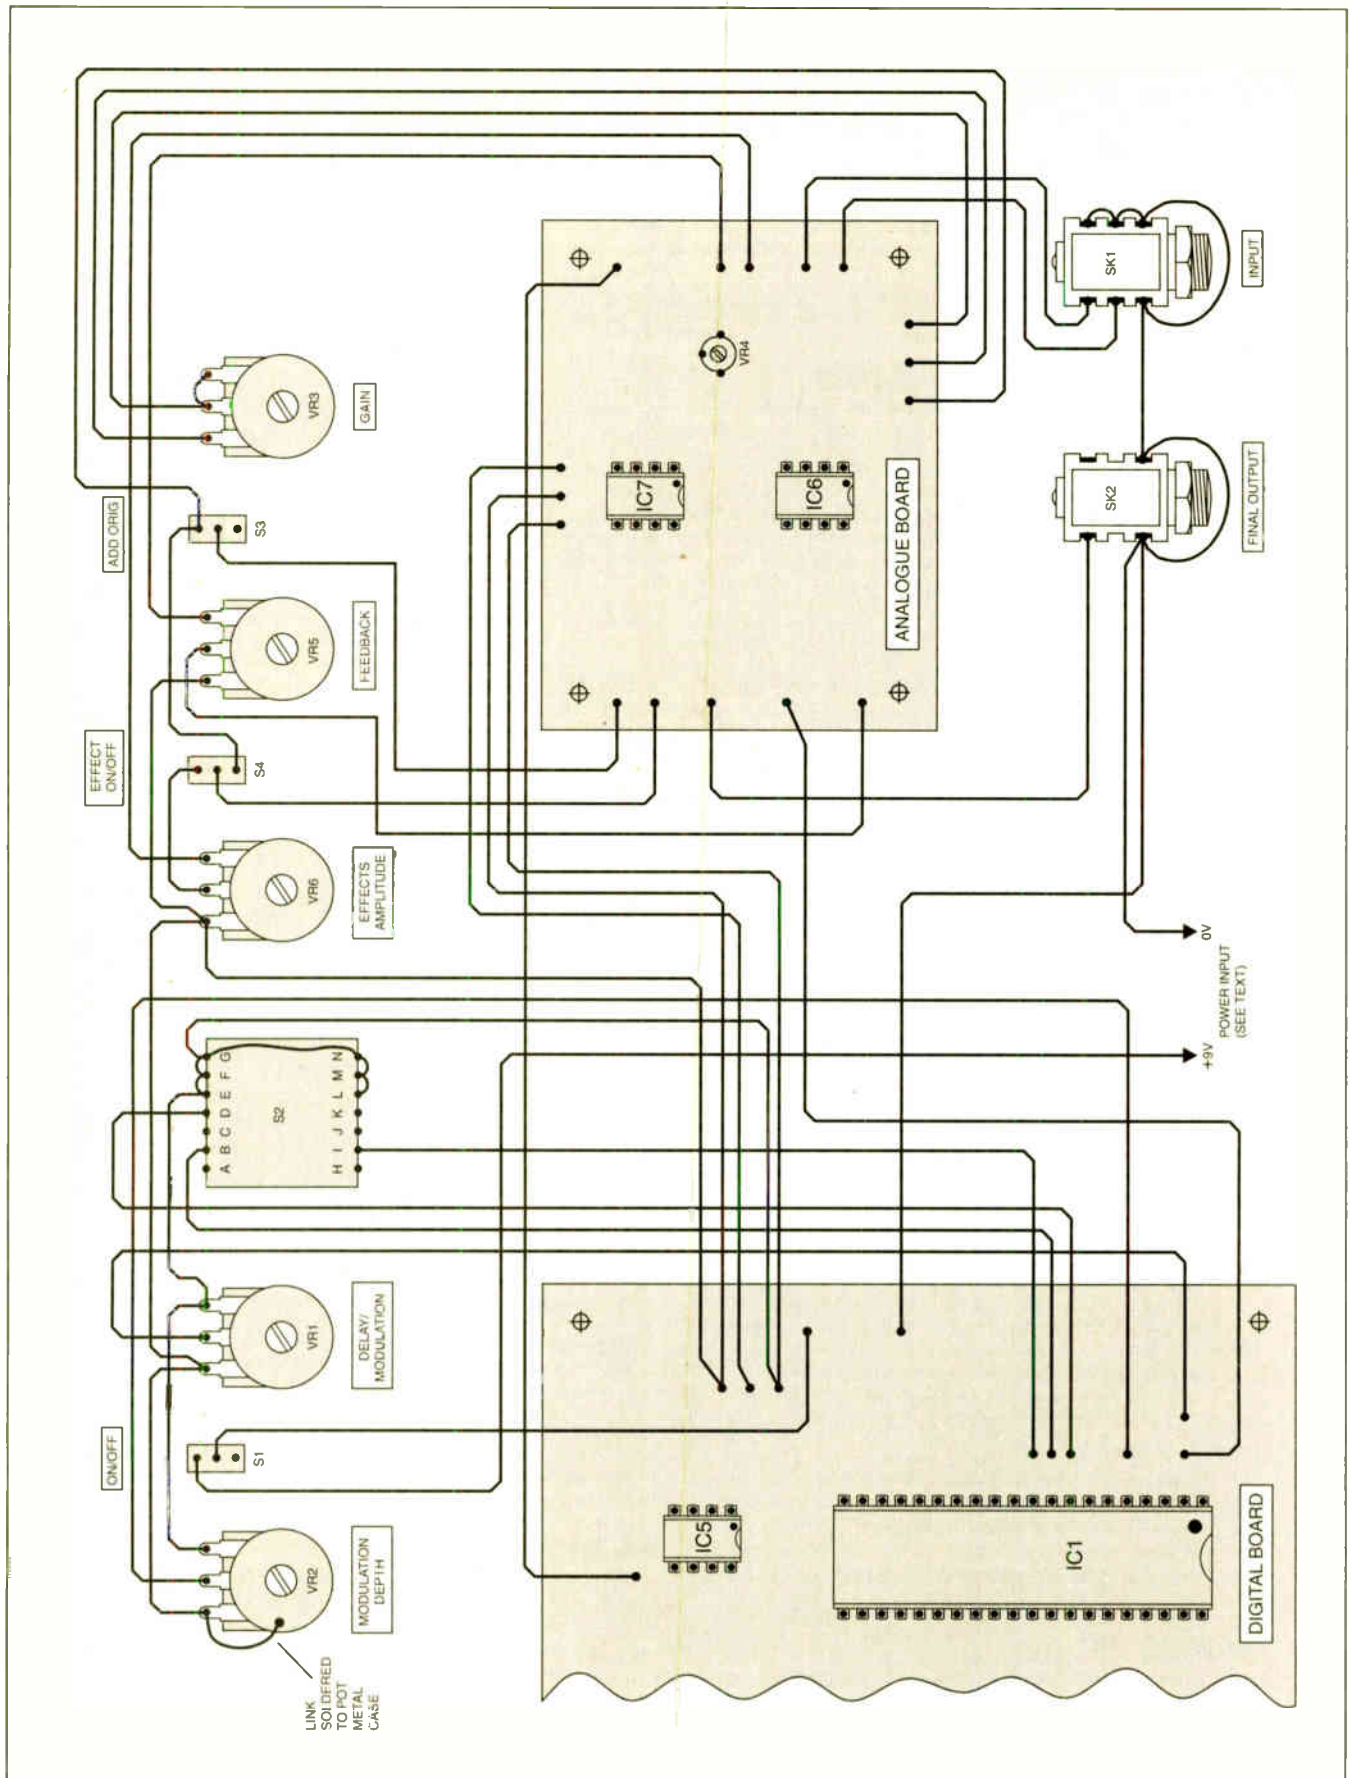 LINK
SOLDERED
TO POT
METAL
CASE
MODULATION
DEPTH
VR2
ON/OFF
S1
DELAY/
MODULATION
VR1
A B C D E F G
S2
H I J K L M N
EFFECTS
AMPLITUDE
VR6
EFFECT
ON/OFF
S4
FEEDBACK
VR5
ADD ORIG
S3
GAIN
VR3
IC5
IC1
DIGITAL BOARD
+9V
POWER INPUT
(SEE TEXT)
0V
IC7
IC6
VR4
ANALOGUE BOARD
SK2
FINAL OUTPUT
SK1
INPUT